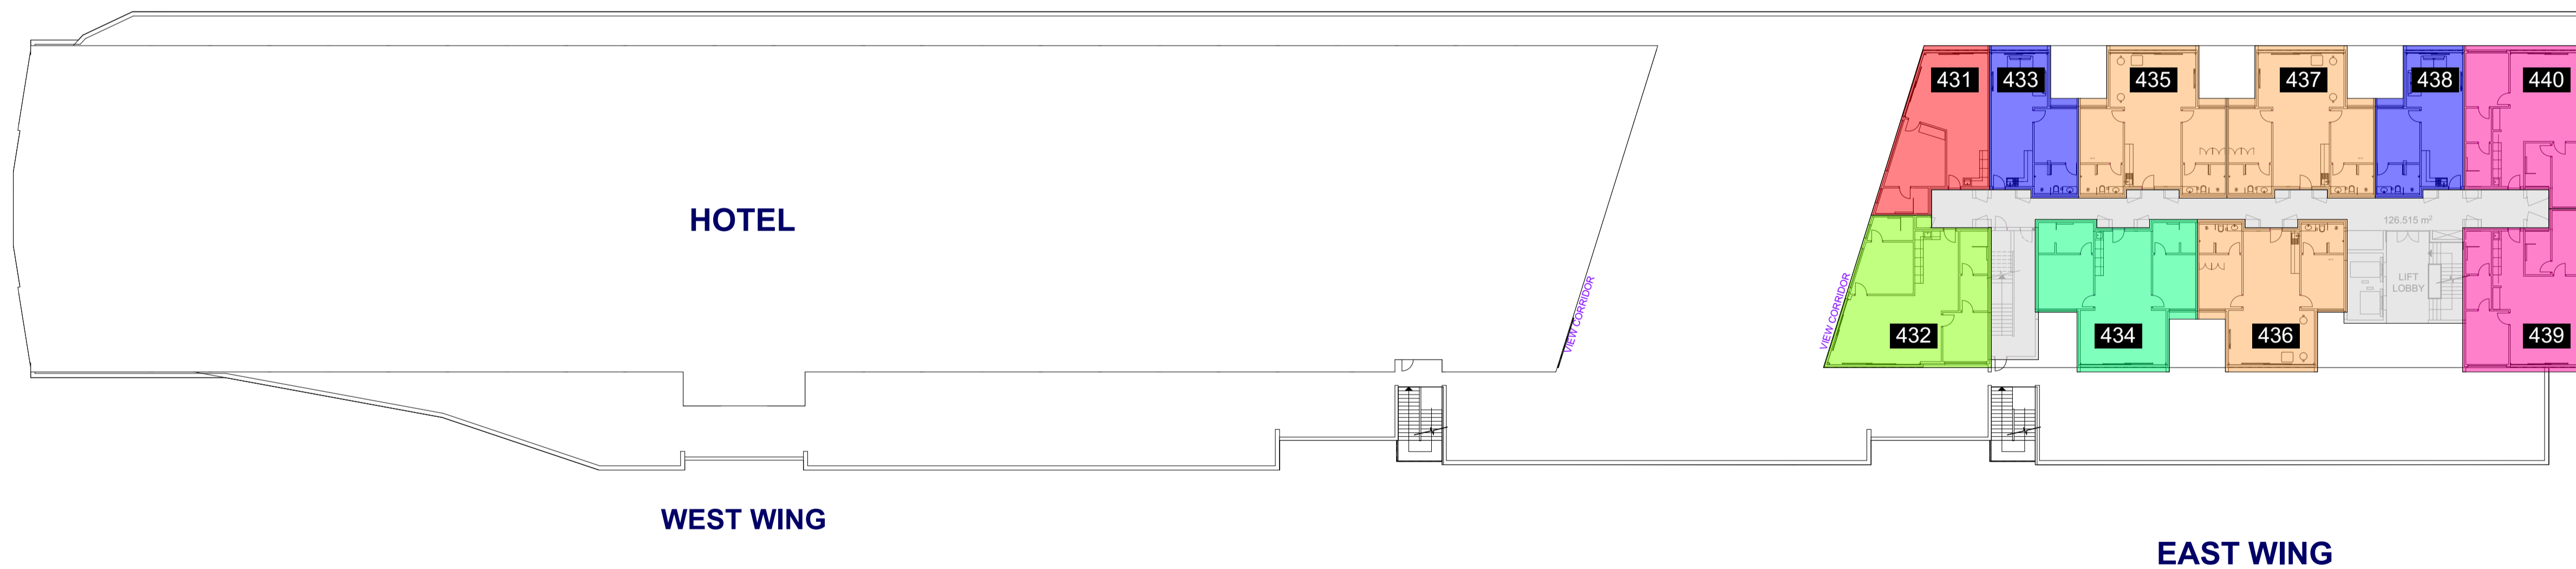 431
433
435
437
438
440
HOTEL
126.515 m²
VIEW CORRIDOR
VIEW CORRIDOR
LIFT
LOBBY
432
434
436
439
WEST WING
EAST WING